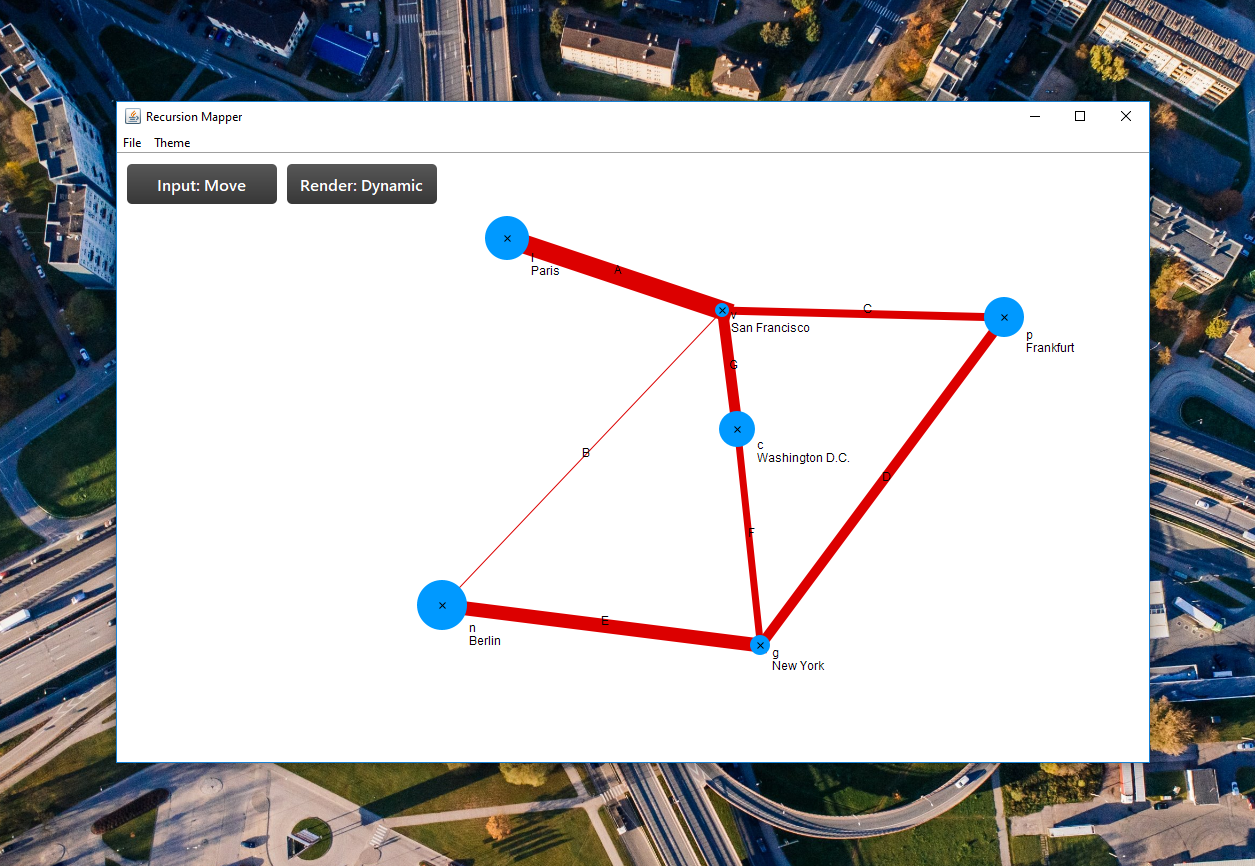 Recursion Mapper
File Theme
Input: Move Render: Dynamic
Paris
A
C
San Francisco
p
Frankfurt
G
c
Washington D.C.
B
D
F
E
n
Berlin
g
New York